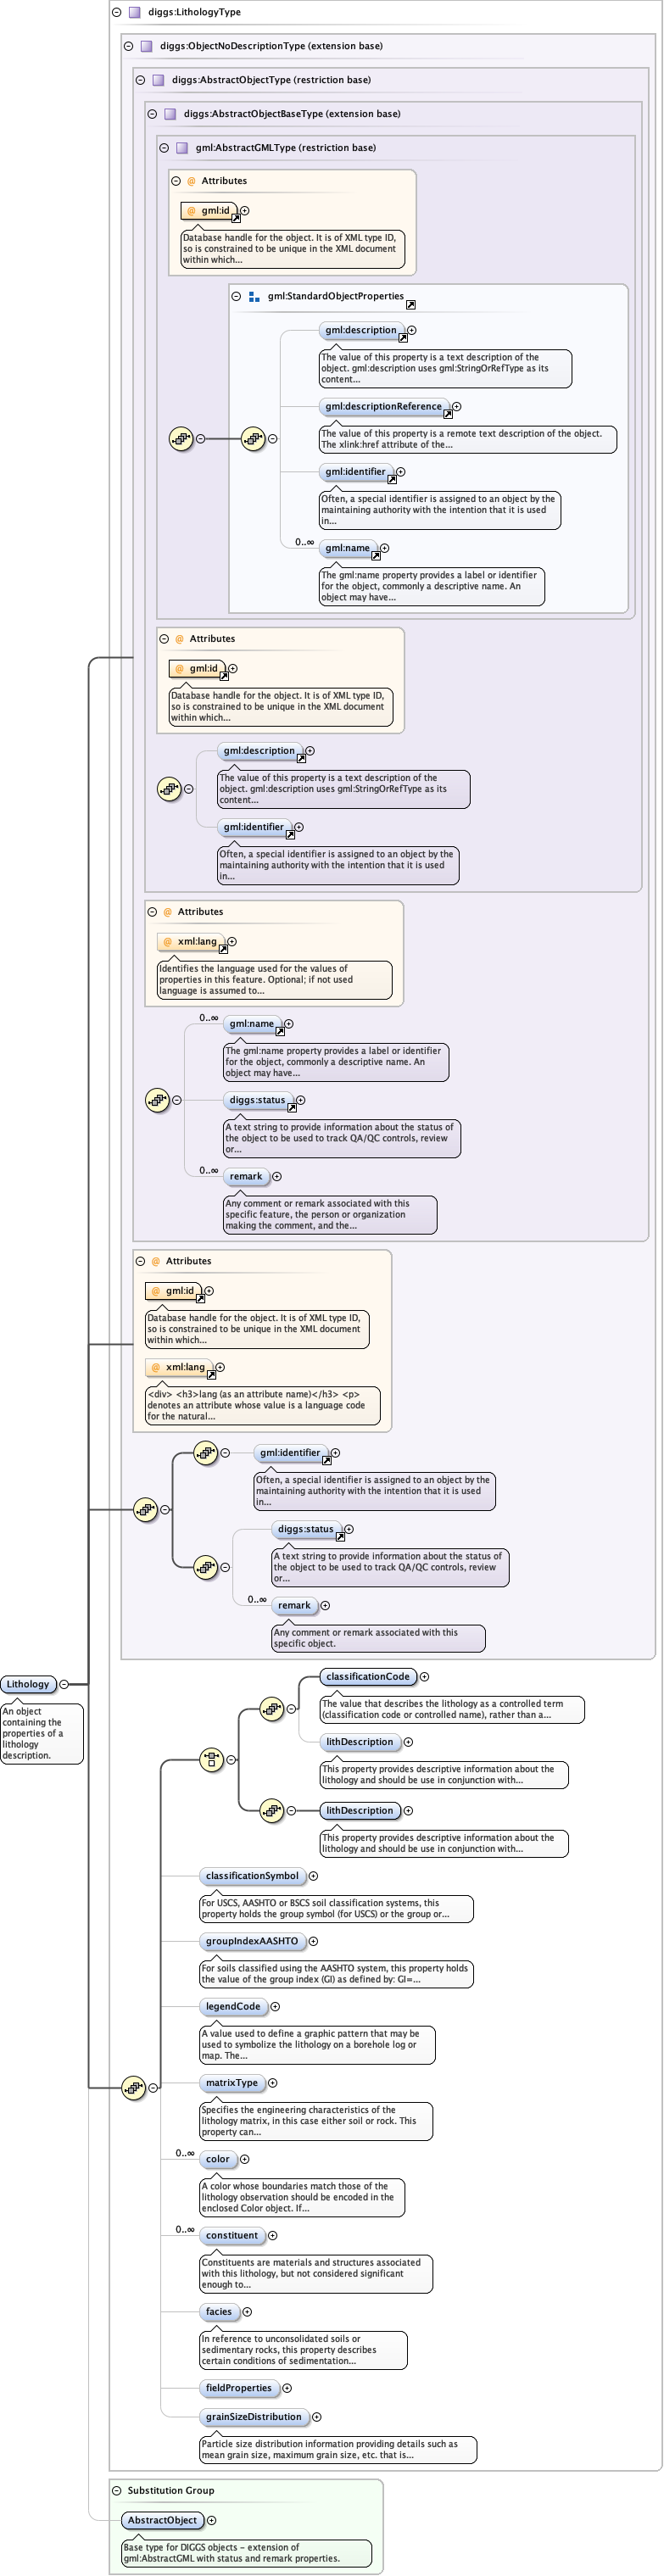 diggs:LithologyType
diggs:ObjectNoDescriptionType (extension base)
diggs:AbstractObjectType (restriction base)
diggs:AbstractObjectBaseType (extension base)
gml:AbstractGMLType (restriction base)
@ Attributes
@ gml:id
Database handle for the object. It is of XML type ID,
so is constrained to be unique in the XML document
within which...
gml:StandardObjectProperties
gml:description
The value of this property is a text description of the
object. gml:description uses gml:StringOrRefType as its
content...
gml:descriptionReference
The value of this property is a remote text description of the object.
The xlink:href attribute of the...
gml:identifier
Often, a special identifier is assigned to an object by the
maintaining authority with the intention that it is used
in...
0..∞
gml:name
The gml:name property provides a label or identifier
for the object, commonly a descriptive name. An
object may have...
@ Attributes
@ gml:id
Database handle for the object. It is of XML type ID,
so is constrained to be unique in the XML document
within which...
gml:description
The value of this property is a text description of the
object. gml:description uses gml:StringOrRefType as its
content...
gml:identifier
Often, a special identifier is assigned to an object by the
maintaining authority with the intention that it is used
in...
@ Attributes
@ xml:lang
Identifies the language used for the values of
properties in this feature. Optional; if not used
language is assumed to...
0..∞
gml:name
The gml:name property provides a label or identifier
for the object, commonly a descriptive name. An
object may have...
diggs:status
A text string to provide information about the status of
the object to be used to track QA/QC controls, review
or...
0..∞
remark
Any comment or remark associated with this
specific feature, the person or organization
making the comment, and the...
@ Attributes
@ gml:id
Database handle for the object. It is of XML type ID,
so is constrained to be unique in the XML document
within which...
@ xml:lang
<div> <h3>lang (as an attribute name)</h3> <p>
denotes an attribute whose value is a language code
for the natural...
gml:identifier
Often, a special identifier is assigned to an object by the
maintaining authority with the intention that it is used
in...
diggs:status
A text string to provide information about the status of
the object to be used to track QA/QC controls, review
or...
0..∞
remark
Any comment or remark associated with this
specific object.
Lithology
An object
containing the
properties of a
lithology
description.
classificationCode
The value that describes the lithology as a controlled term
(classification code or controlled name), rather than a...
lithDescription
This property provides descriptive information about the
lithology and should be use in conjunction with...
lithDescription
This property provides descriptive information about the
lithology and should be use in conjunction with...
classificationSymbol
For USCS, AASHTO or BSCS soil classification systems, this
property holds the group symbol (for USCS) or the group or...
groupIndexAASHTO
For soils classified using the AASHTO system, this property holds
the value of the group index (GI) as defined by: GI=...
legendCode
A value used to define a graphic pattern that may be
used to symbolize the lithology on a borehole log or
map. The...
matrixType
Specifies the engineering characteristics of the
lithology matrix, in this case either soil or rock. This
property can...
0..∞
color
A color whose boundaries match those of the
lithology observation should be encoded in the
enclosed Color object. If...
0..∞
constituent
Constituents are materials and structures associated
with this lithology, but not considered significant
enough to...
facies
In reference to unconsolidated soils or
sedimentary rocks, this property describes
certain conditions of sedimentation...
fieldProperties
grainSizeDistribution
Particle size distribution information providing details such as
mean grain size, maximum grain size, etc. that is...
Substitution Group
AbstractObject
Base type for DIGGS objects - extension of
gml:AbstractGML with status and remark properties.